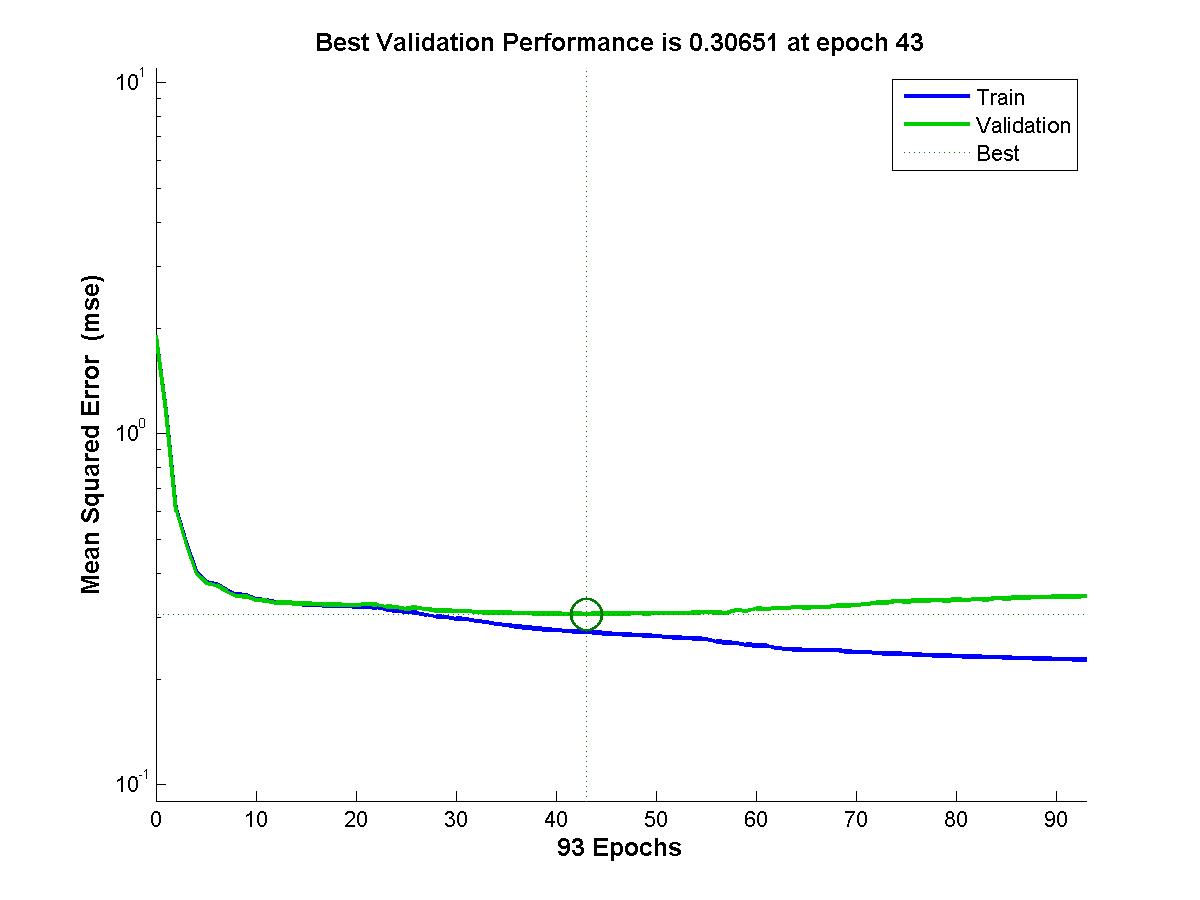 Best Validation Performance is 0.30651 at epoch 43
Train
Validation
Best
Mean Squared Error (mse)
10^1
10^0
10^-1
0 10 20 30 40 50 60 70 80 90
93 Epochs